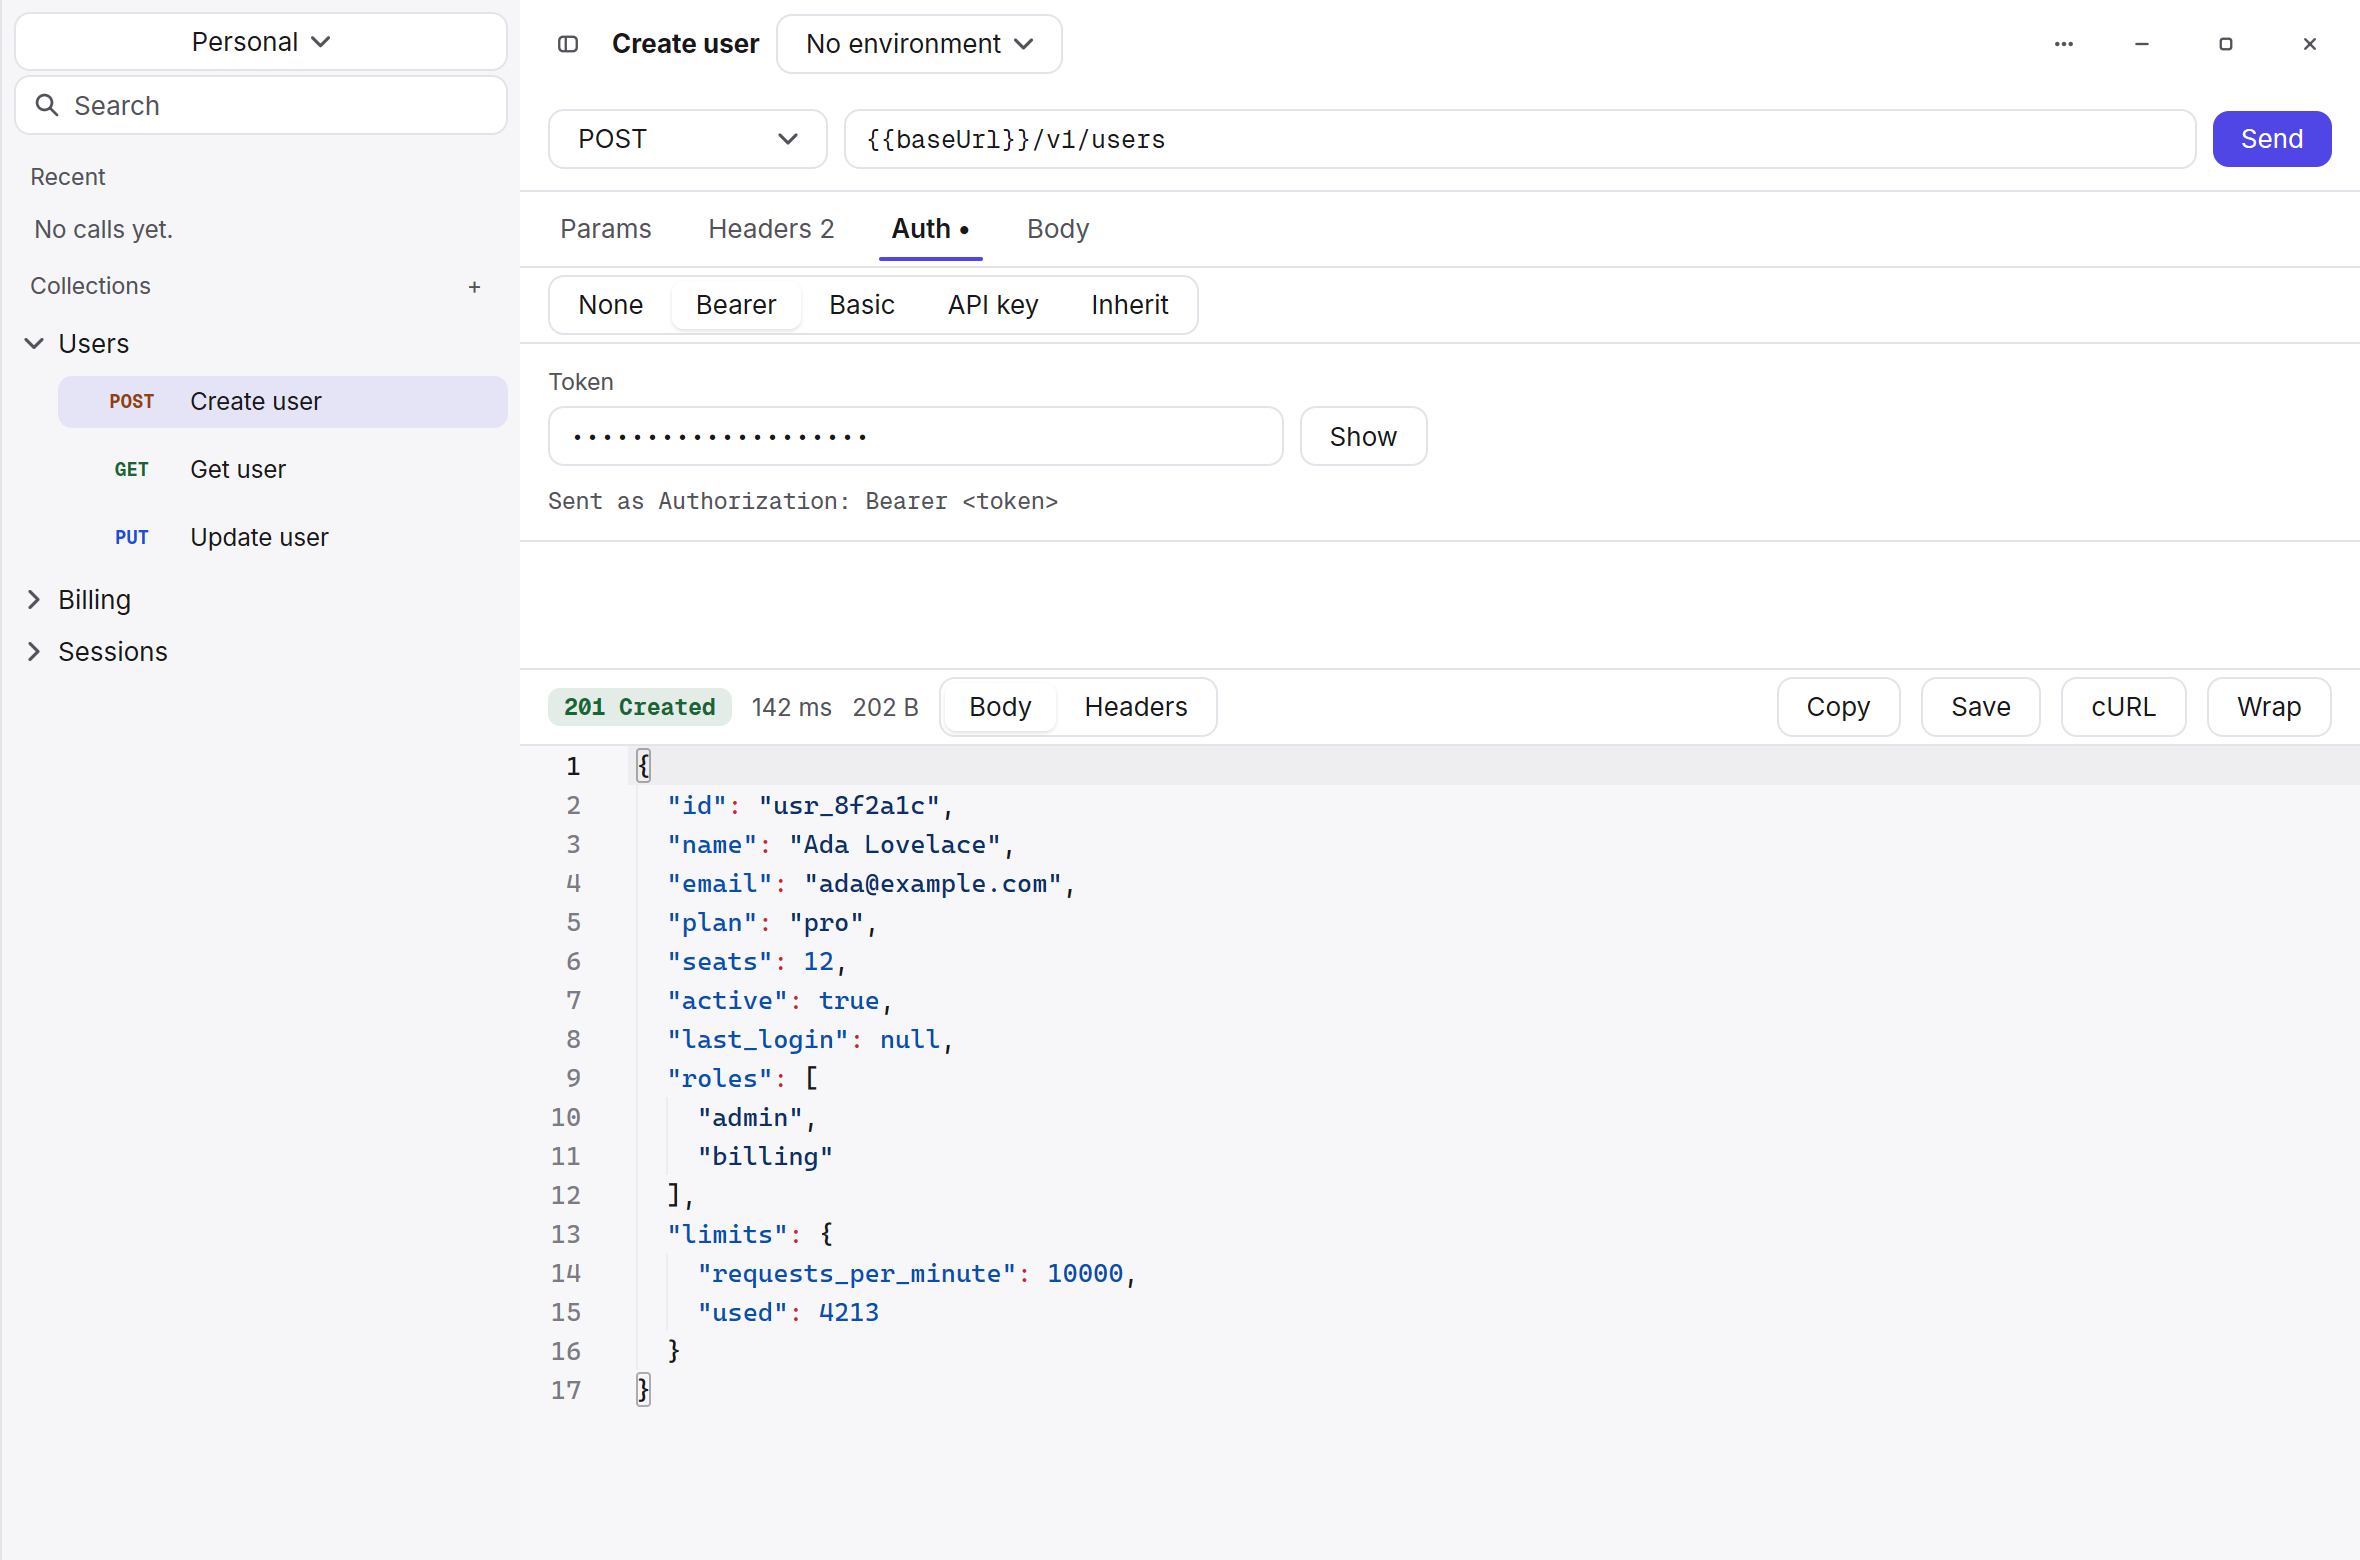 Personal
Search
Recent
No calls yet.
Collections +
Users
POST Create user
GET Get user
PUT Update user
Billing
Sessions
Create user No environment
POST {{baseUrl}}/v1/users Send
Params Headers 2 Auth • Body
None Bearer Basic API key Inherit
Token
•••••••••••••••••••• Show
Sent as Authorization: Bearer <token>
201 Created 142 ms 202 B Body Headers Copy Save cURL Wrap
1 {
2 "id": "usr_8f2a1c",
3 "name": "Ada Lovelace",
4 "email": "ada@example.com",
5 "plan": "pro",
6 "seats": 12,
7 "active": true,
8 "last_login": null,
9 "roles": [
10 "admin",
11 "billing"
12 ],
13 "limits": {
14 "requests_per_minute": 10000,
15 "used": 4213
16 }
17 }